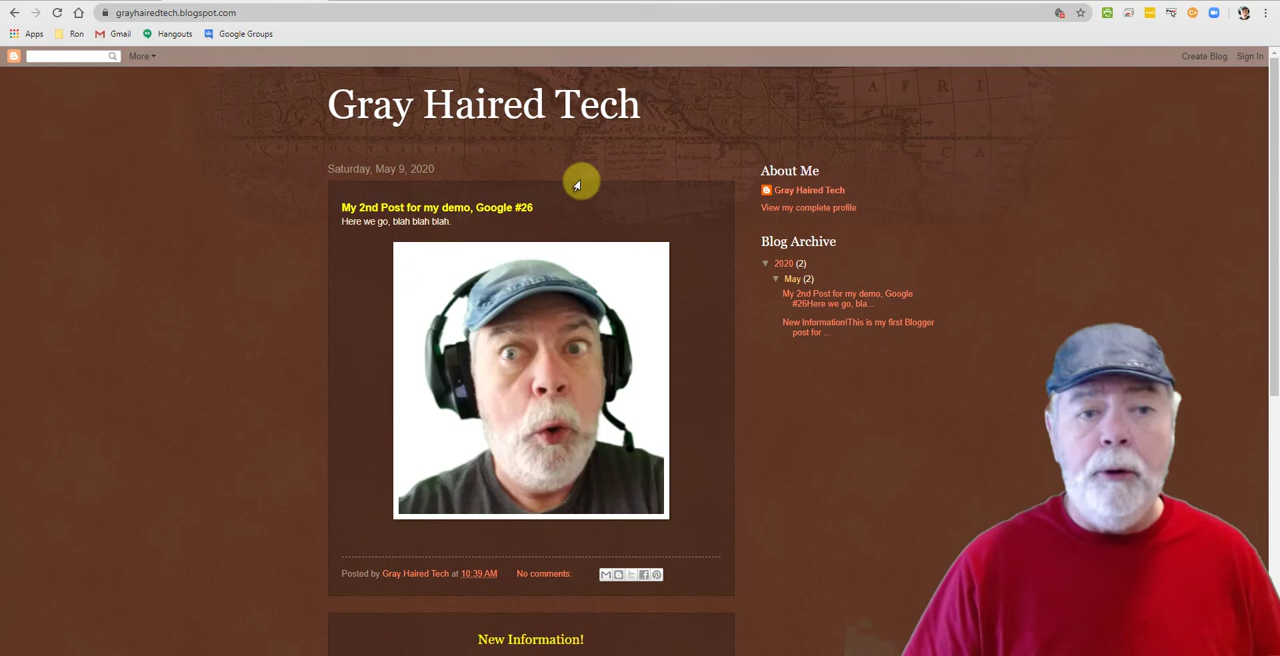 grayhairedtech.blogspot.com
Apps Ron Gmail Hangouts Google Groups
More Create Blog Sign In
Gray Haired Tech
Saturday, May 9, 2020
My 2nd Post for my demo, Google #26
Here we go, blah blah blah.
Posted by Gray Haired Tech at 10:39 AM No comments:
New Information!
About Me
Gray Haired Tech
View my complete profile
Blog Archive
▼ 2020 (2)
▼ May (2)
My 2nd Post for my demo, Google
#26Here we go, bla...
New Information!This is my first Blogger
post for ...